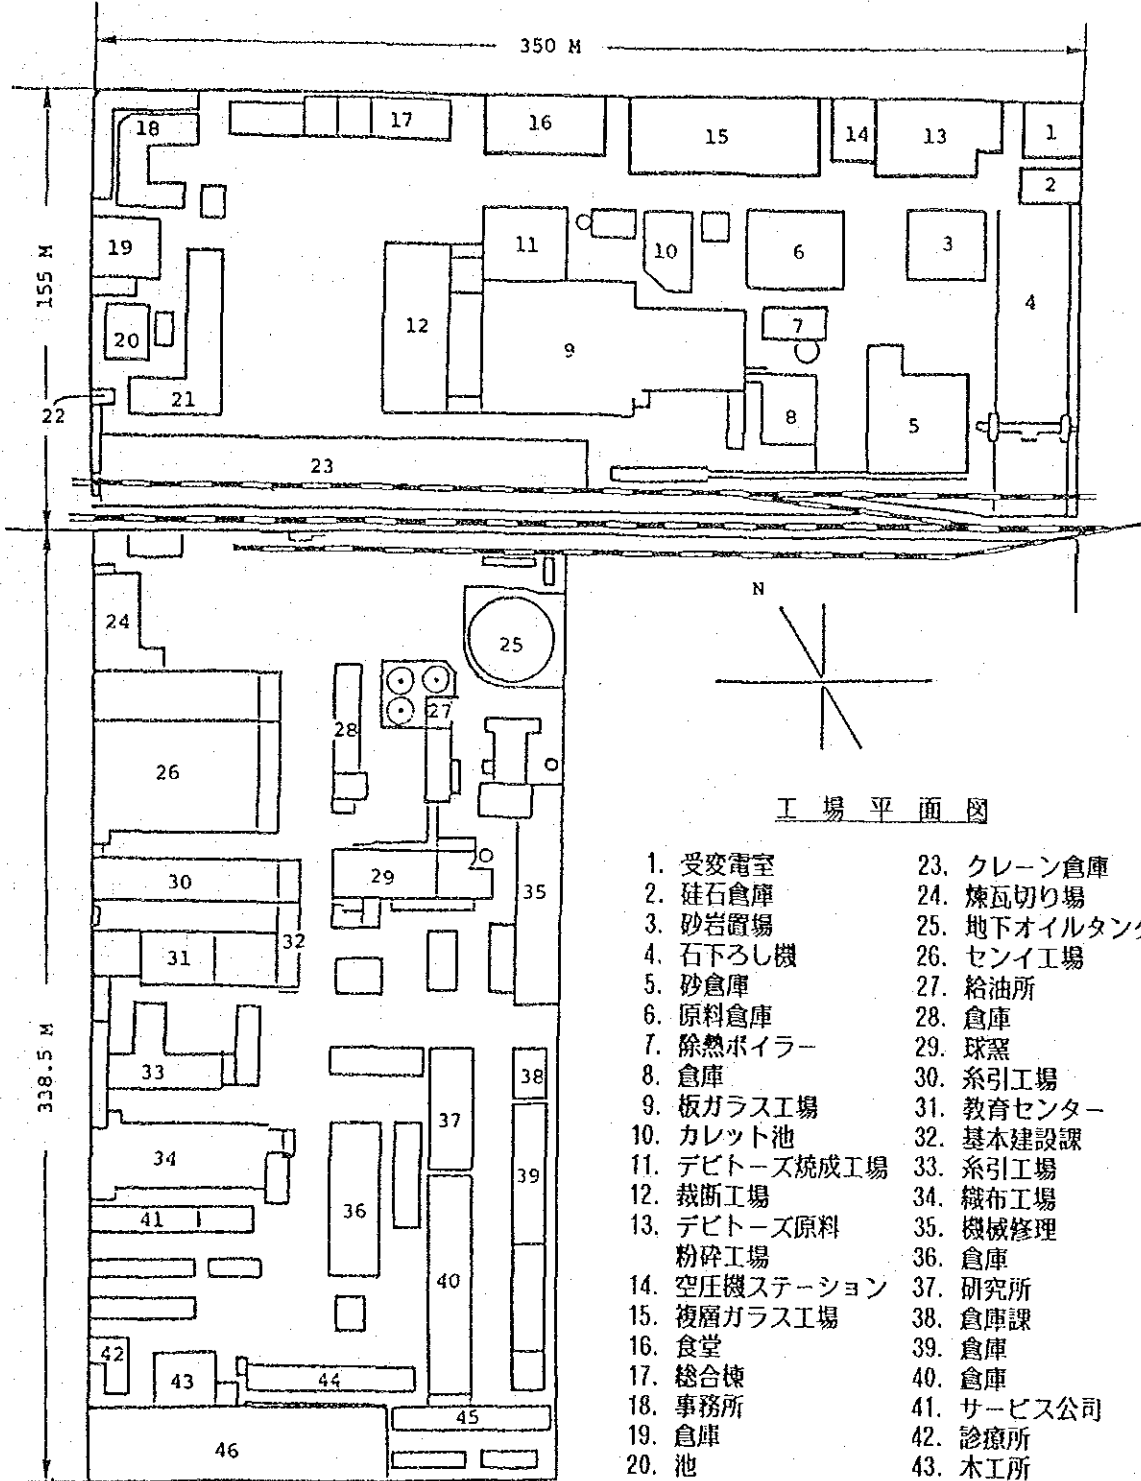 350 M
18
17
16
15
14
13
1
2
19
11
10
6
3
155 M
12
4
20
7
9
21
22
8
5
23
N
24
25
27
28
26
工場平面図
30
29
35
32
31
33
38
338.5 M
37
34
39
36
41
40
42
43
44
45
46
1. 受変電室
2. 硅石倉庫
3. 砂岩置場
4. 石下ろし機
5. 砂倉庫
6. 原料倉庫
7. 除熱ボイラー
8. 倉庫
9. 板ガラス工場
10. カレット池
11. デビトーズ焼成工場
12. 裁断工場
13. デビトーズ原料
粉砕工場
14. 空圧機ステーション
15. 複層ガラス工場
16. 食堂
17. 総合棟
18. 事務所
19. 倉庫
20. 池
23. クレーン倉庫
24. 煉瓦切り場
25. 地下オイルタンク
26. センイ工場
27. 給油所
28. 倉庫
29. 球窯
30. 糸引工場
31. 教育センター
32. 基本建設課
33. 糸引工場
34. 織布工場
35. 機械修理
36. 倉庫
37. 研究所
38. 倉庫課
39. 倉庫
40. 倉庫
41. サービス公司
42. 診療所
43. 木工所